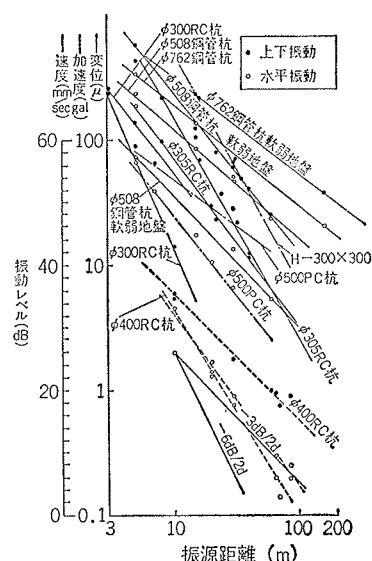 変位(μ)
加速度(gal)
速度(mm/sec)
φ300RC杭
φ508鋼管杭
φ762鋼管杭
上下振動
水平振動
φ508鋼管杭
軟弱地盤
φ762鋼管杭軟弱地盤
φ305RC杭
φ508
鋼管杭
軟弱地盤
φ300RC杭
φ500PC杭
H-300×300
φ500PC杭
φ305RC杭
φ400RC杭
φ400RC杭
-3dB/2d
-6dB/2d
振動レベル(dB)
60
40
20
0
100
10
1
0.1
3
10
100
200
振源距離(m)